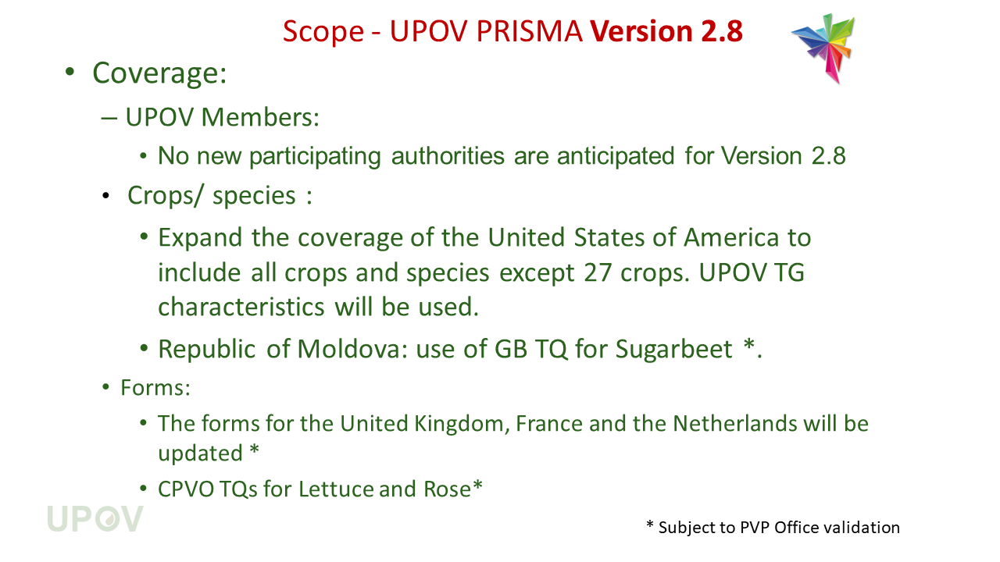 Scope - UPOV PRISMA Version 2.8
• Coverage:
– UPOV Members:
• No new participating authorities are anticipated for Version 2.8
• Crops/ species :
• Expand the coverage of the United States of America to
include all crops and species except 27 crops. UPOV TG
characteristics will be used.
• Republic of Moldova: use of GB TQ for Sugarbeet *.
• Forms:
• The forms for the United Kingdom, France and the Netherlands will be
updated *
• CPVO TQs for Lettuce and Rose*
UPOV
* Subject to PVP Office validation